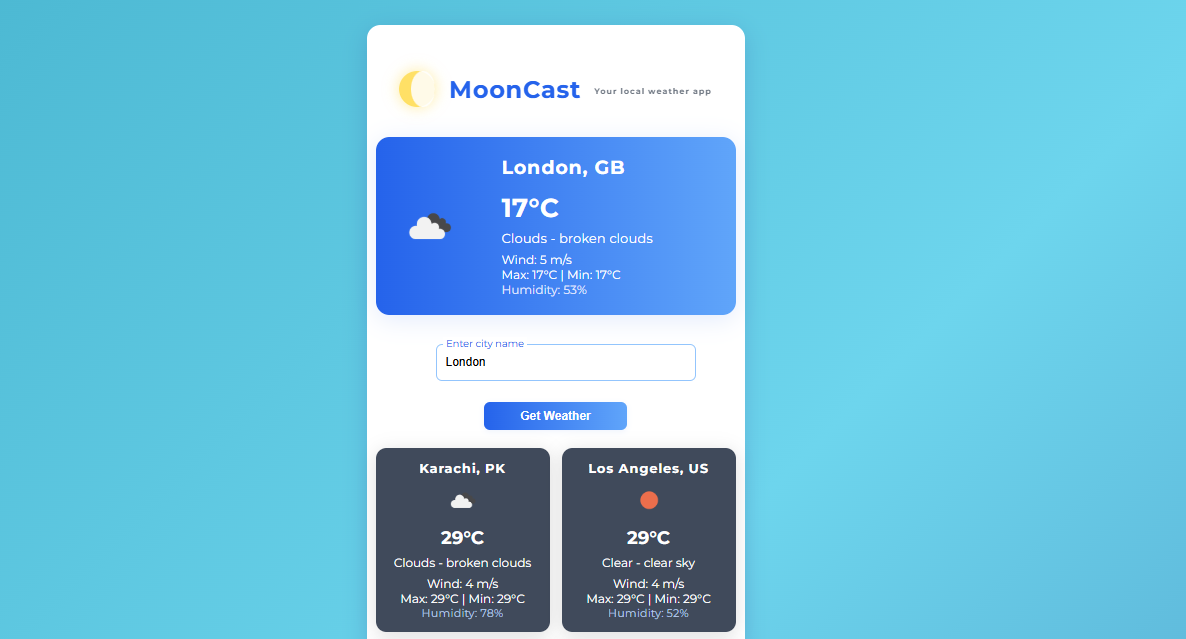 MoonCast Your local weather app
London, GB
17°C
Clouds - broken clouds
Wind: 5 m/s
Max: 17°C | Min: 17°C
Humidity: 53%
Enter city name
London
Get Weather
Karachi, PK
29°C
Clouds - broken clouds
Wind: 4 m/s
Max: 29°C | Min: 29°C
Humidity: 78%
Los Angeles, US
29°C
Clear - clear sky
Wind: 4 m/s
Max: 29°C | Min: 29°C
Humidity: 52%